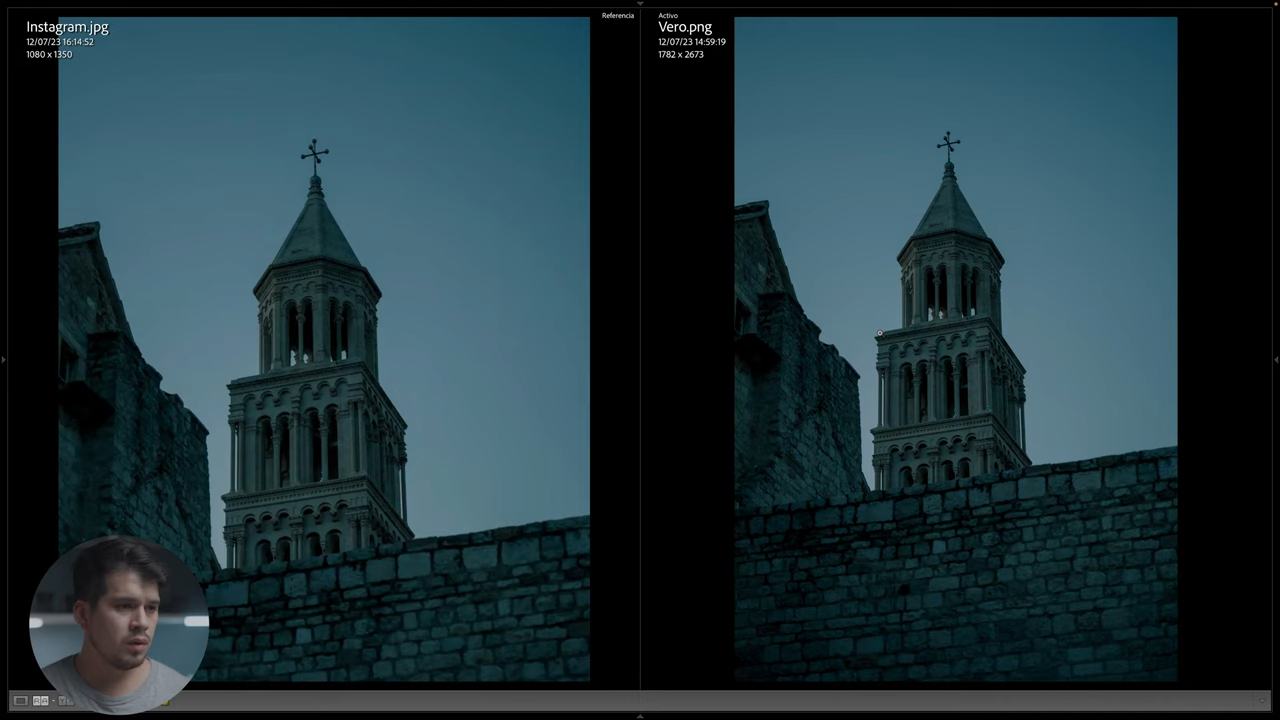 Instagram.jpg
12/07/23 16:14:52
1080 x 1350
Referencia
Activo
Vero.png
12/07/23 14:59:19
1782 x 2673